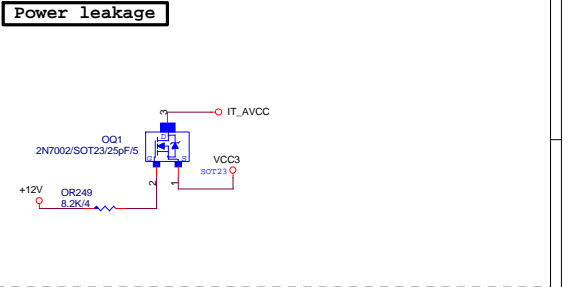 Power leakage
3
IT_AVCC
D
OQ1
2N7002/SOT23/25pF/5
G
S
VCC3
SOT23
2
1
+12V
OR249
8.2K/4